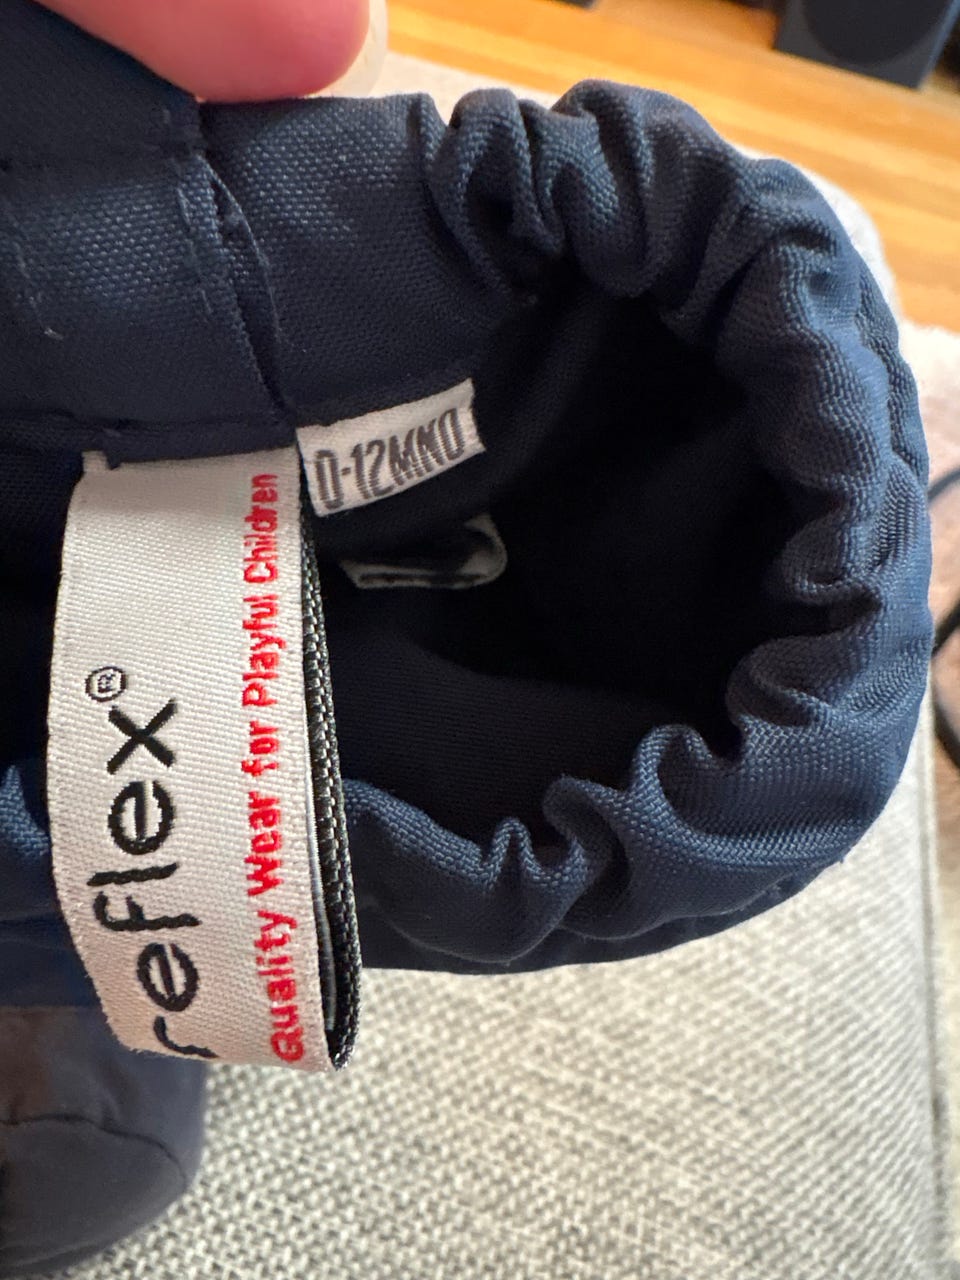 0-12MND
reflex®
Quality Wear for Playful Children